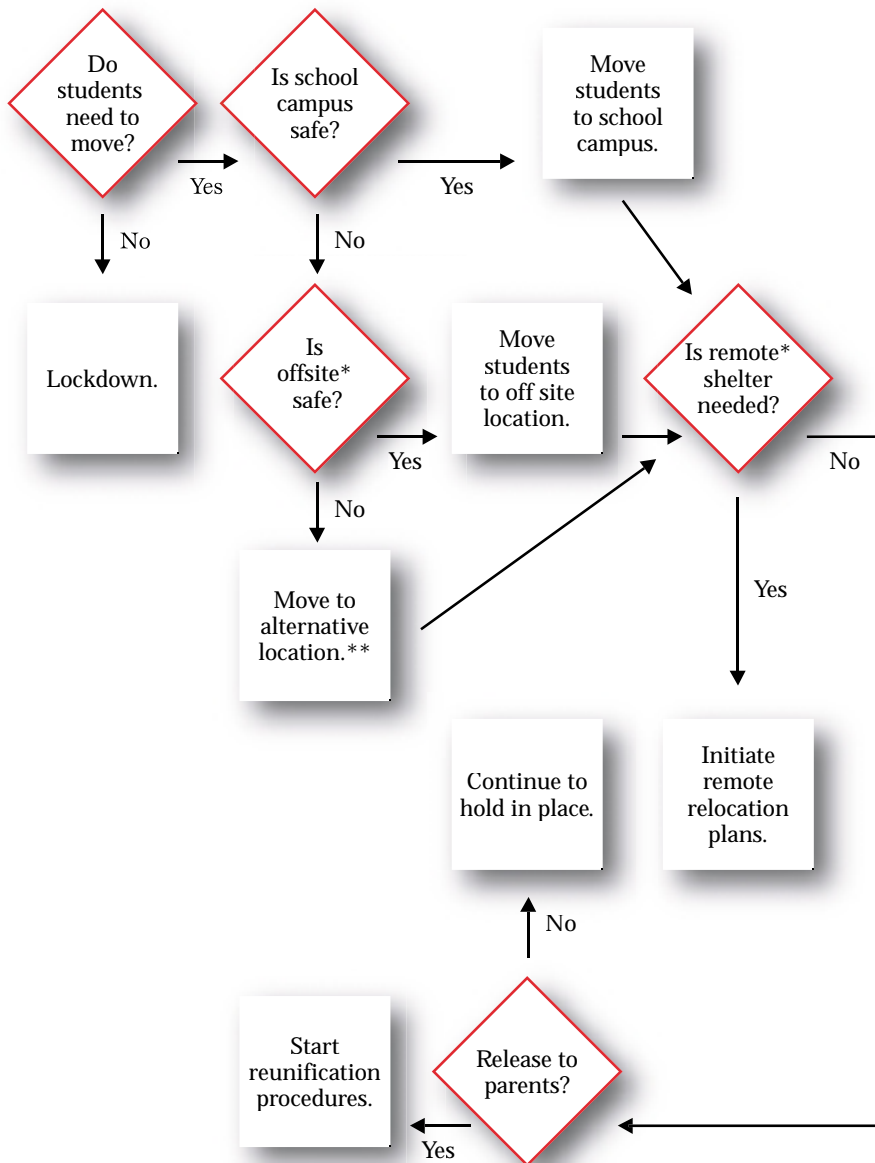 Do
students
need to
move?
Yes
No
Is school
campus
safe?
Yes
No
Move
students
to school
campus.
Lockdown.
Is
offsite*
safe?
Yes
No
Move
students
to off site
location.
Is remote*
shelter
needed?
No
Yes
Move to
alternative
location.**
Continue to
hold in place.
Initiate
remote
relocation
plans.
No
Start
reunification
procedures.
Release to
parents?
Yes